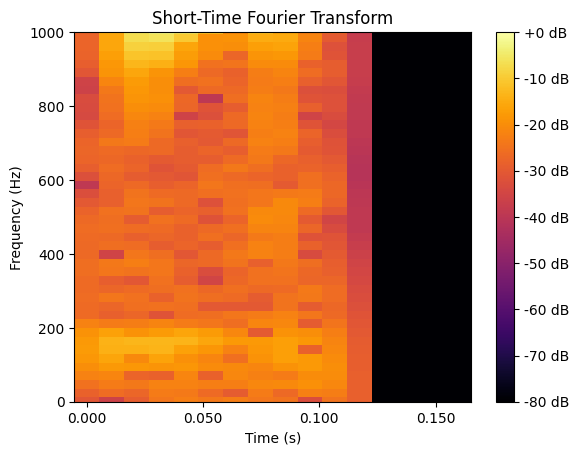 Short-Time Fourier Transform
1000
800
600
400
200
0
Frequency (Hz)
0.000
0.050
0.100
0.150
Time (s)
+0 dB
-10 dB
-20 dB
-30 dB
-40 dB
-50 dB
-60 dB
-70 dB
-80 dB